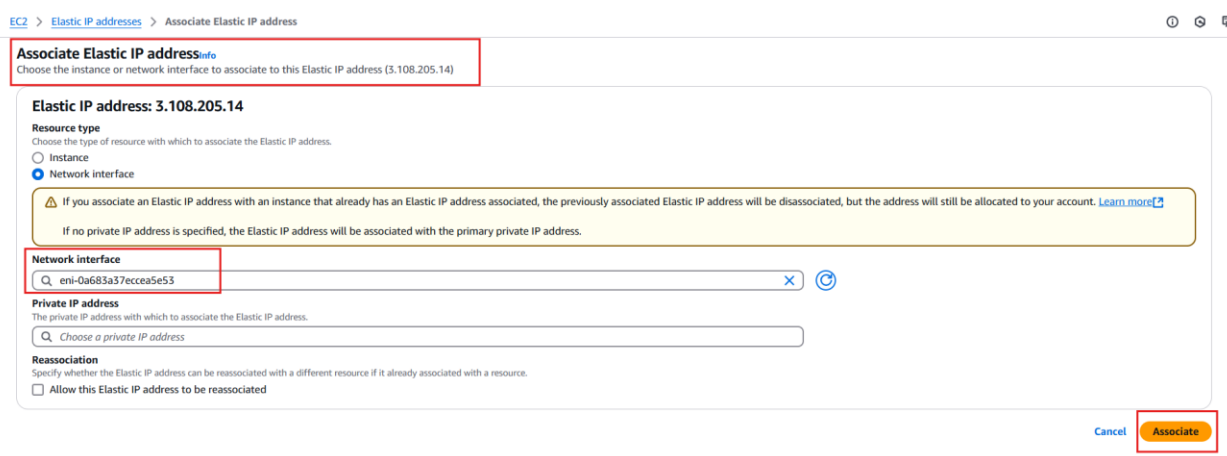 EC2 > Elastic IP addresses > Associate Elastic IP address
Associate Elastic IP address Info
Choose the instance or network interface to associate to this Elastic IP address (3.108.205.14)
Elastic IP address: 3.108.205.14
Resource type
Choose the type of resource with which to associate the Elastic IP address.
Instance
Network interface
If you associate an Elastic IP address with an instance that already has an Elastic IP address associated, the previously associated Elastic IP address will be disassociated, but the address will still be allocated to your account. Learn more
If no private IP address is specified, the Elastic IP address will be associated with the primary private IP address.
Network interface
eni-0a683a37eccea5e53
Private IP address
The private IP address with which to associate the Elastic IP address.
Choose a private IP address
Reassociation
Specify whether the Elastic IP address can be reassociated with a different resource if it already associated with a resource.
Allow this Elastic IP address to be reassociated
Cancel Associate